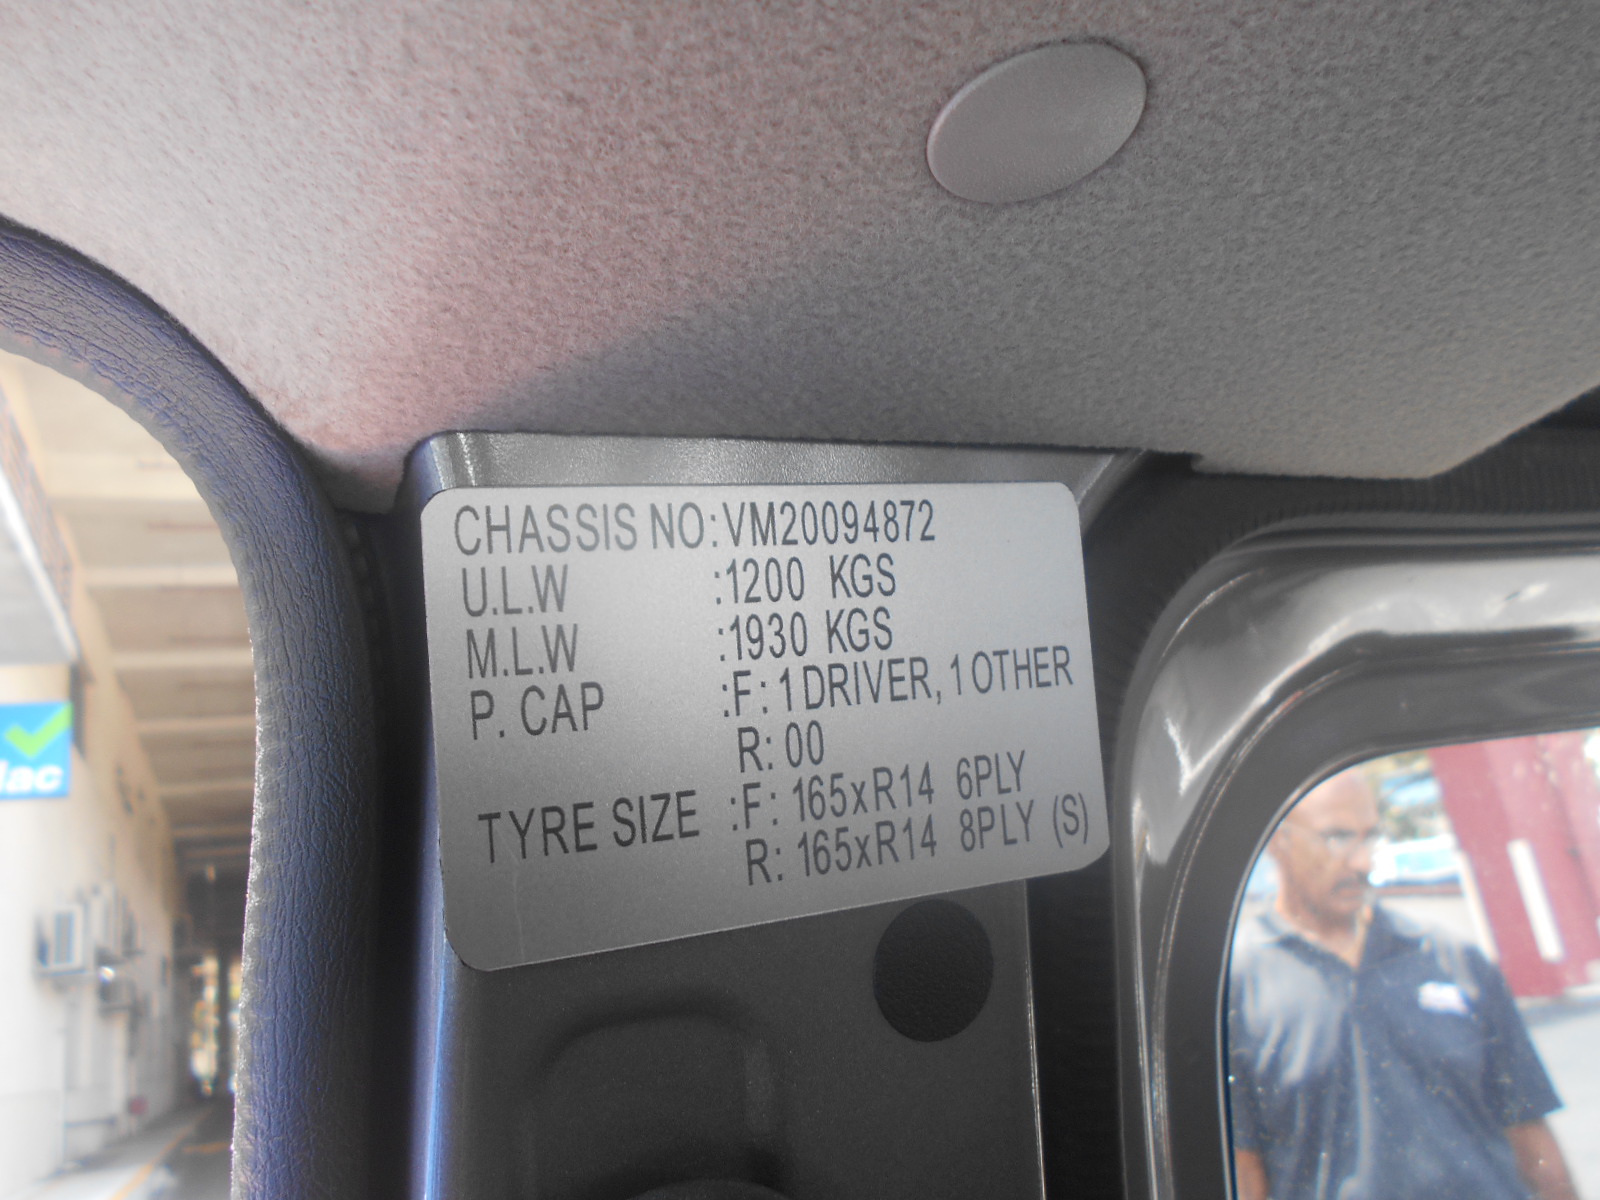 CHASSIS NO:VM20094872
U.L.W :1200 KGS
M.L.W :1930 KGS
P. CAP :F: 1 DRIVER, 1 OTHER
R: 00
TYRE SIZE :F: 165xR14 6PLY
R: 165xR14 8PLY (S)